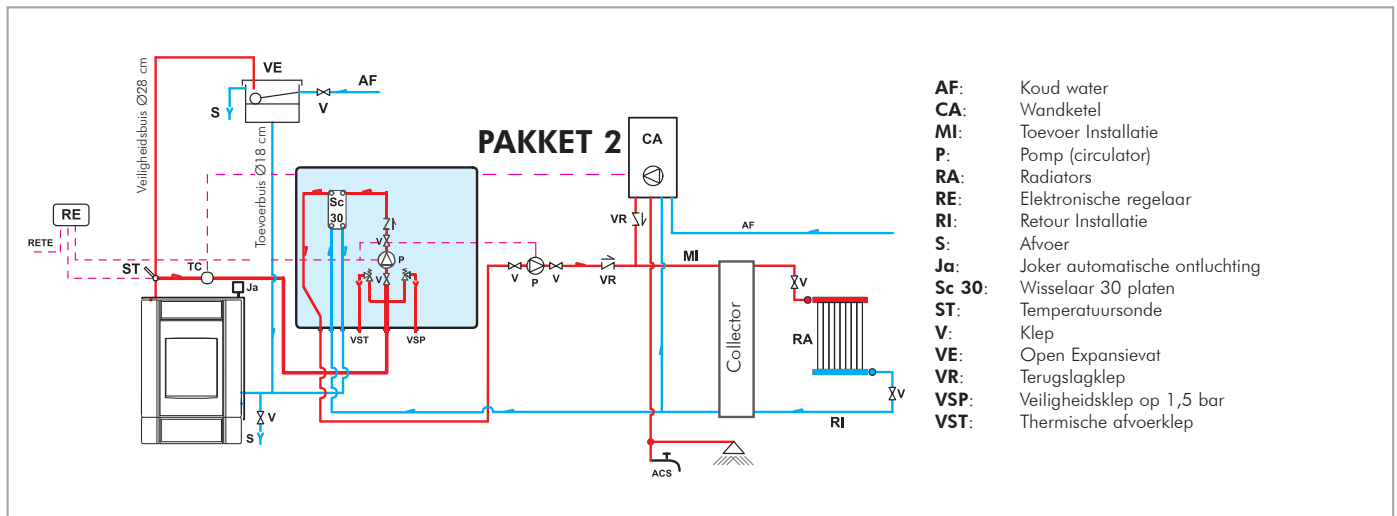 VE
AF
S
V
Veiligheidsbuis Ø28 cm
Toevoerbuis Ø18 cm
PAKKET 2
CA
RE
RETE
ST
TC
Ja
Sc
30
V
P
V
VST
VSP
V
P
V
VR
VR
AF
MI
Collector
V
RA
V
RI
V
S
ACS
AF: Koud water
CA: Wandketel
MI: Toevoer Installatie
P: Pomp (circulator)
RA: Radiators
RE: Elektronische regelaar
RI: Retour Installatie
S: Afvoer
Ja: Joker automatische ontluchting
Sc 30: Wisselaar 30 platen
ST: Temperatuursonde
V: Klep
VE: Open Expansievat
VR: Terugslagklep
VSP: Veiligheidsklep op 1,5 bar
VST: Thermische afvoerklep